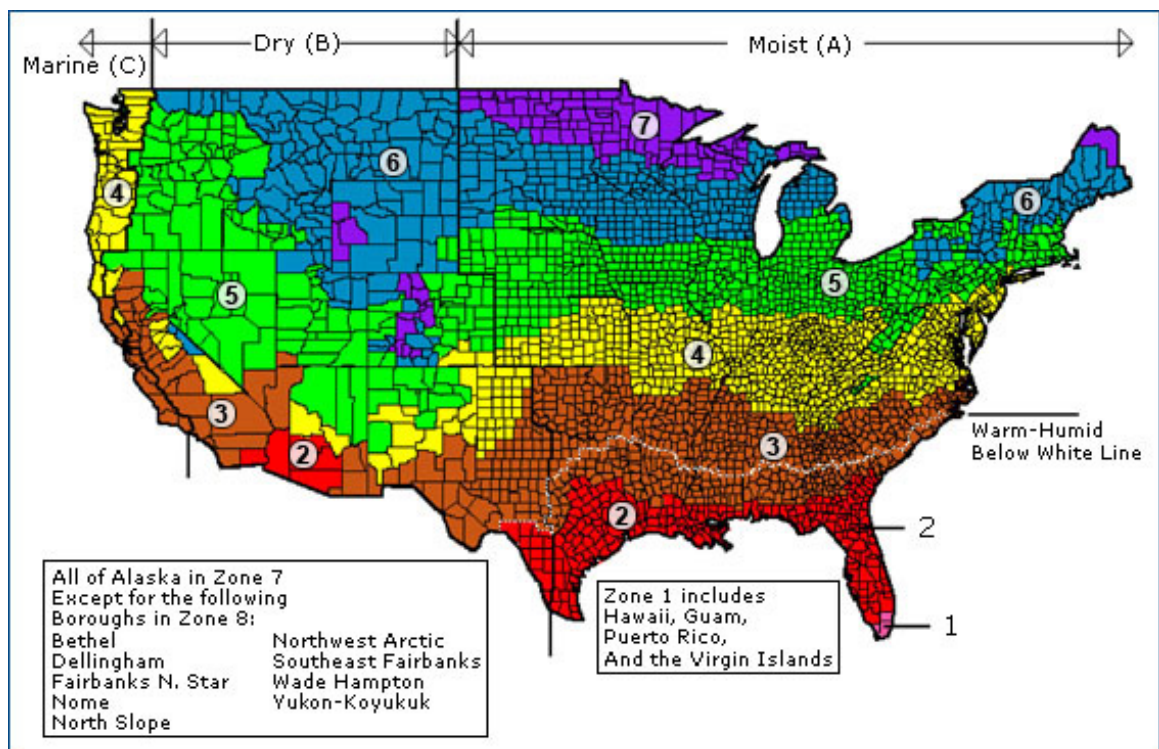 Dry (B)
Moist (A)
Marine (C)
7
6
4
6
5
5
4
3
3
2
2
Warm-Humid
Below White Line
2
1
All of Alaska in Zone 7
Except for the following
Boroughs in Zone 8:
Bethel
Dellingham
Fairbanks N. Star
Nome
North Slope
Northwest Arctic
Southeast Fairbanks
Wade Hampton
Yukon-Koyukuk
Zone 1 includes
Hawaii, Guam,
Puerto Rico,
And the Virgin Islands